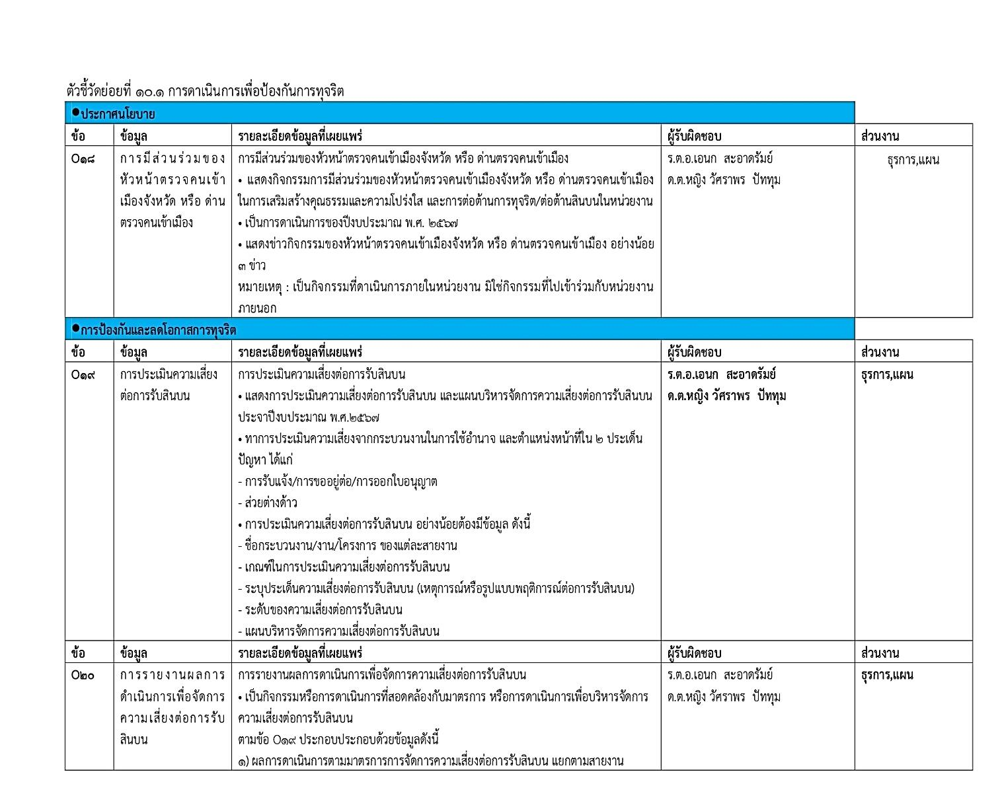 ตัวชี้วัดย่อยที่ ๑๐.๑ การดาเนินการเพื่อป้องกันการทุจริต
●ประกาศนโยบาย
ข้อ ข้อมูล รายละเอียดข้อมูลที่เผยแพร่ ผู้รับผิดชอบ ส่วนงาน
O๑๘ การมีส่วนร่วมของ การมีส่วนร่วมของหัวหน้าตรวจคนเข้าเมืองจังหวัด หรือ ด่านตรวจคนเข้าเมือง ร.ต.อ.เอนก สะอาดรัมย์ ธุรการ,แผน
หัวหน้าตรวจคนเข้า • แสดงกิจกรรมการมีส่วนร่วมของหัวหน้าตรวจคนเข้าเมืองจังหวัด หรือ ด่านตรวจคนเข้าเมือง ด.ต.หญิง วัศราพร ปัททุม
เมืองจังหวัด หรือ ด่าน ในการเสริมสร้างคุณธรรมและความโปร่งใส และการต่อต้านการทุจริต/ต่อต้านสินบนในหน่วยงาน
ตรวจคนเข้าเมือง • เป็นการดาเนินการของปีงบประมาณ พ.ศ. ๒๕๖๗
• แสดงข่าวกิจกรรมของหัวหน้าตรวจคนเข้าเมืองจังหวัด หรือ ด่านตรวจคนเข้าเมือง อย่างน้อย
๓ ข่าว
หมายเหตุ : เป็นกิจกรรมที่ดาเนินการภายในหน่วยงาน มิใช่กิจกรรมที่ไปเข้าร่วมกับหน่วยงาน
ภายนอก
●การป้องกันและลดโอกาสการทุจริต
ข้อ ข้อมูล รายละเอียดข้อมูลที่เผยแพร่ ผู้รับผิดชอบ ส่วนงาน
O๑๙ การประเมินความเสี่ยง การประเมินความเสี่ยงต่อการรับสินบน ร.ต.อ.เอนก สะอาดรัมย์ ธุรการ,แผน
ต่อการรับสินบน • แสดงการประเมินความเสี่ยงต่อการรับสินบน และแผนบริหารจัดการความเสี่ยงต่อการรับสินบน ด.ต.หญิง วัศราพร ปัททุม
ประจาปีงบประมาณ พ.ศ.๒๕๖๗
• ทาการประเมินความเสี่ยงจากกระบวนงานในการใช้อำนาจ และตำแหน่งหน้าที่ใน ๒ ประเด็น
ปัญหา ได้แก่
- การรับแจ้ง/การขออยู่ต่อ/การออกใบอนุญาต
- ส่วยต่างด้าว
• การประเมินความเสี่ยงต่อการรับสินบน อย่างน้อยต้องมีข้อมูล ดังนี้
- ชื่อกระบวนงาน/งาน/โครงการ ของแต่ละสายงาน
- เกณฑ์ในการประเมินความเสี่ยงต่อการรับสินบน
- ระบุประเด็นความเสี่ยงต่อการรับสินบน (เหตุการณ์หรือรูปแบบพฤติการณ์ต่อการรับสินบน)
- ระดับของความเสี่ยงต่อการรับสินบน
- แผนบริหารจัดการความเสี่ยงต่อการรับสินบน
ข้อ ข้อมูล รายละเอียดข้อมูลที่เผยแพร่ ผู้รับผิดชอบ ส่วนงาน
O๒๐ การรายงานผลการ การรายงานผลการดาเนินการเพื่อจัดการความเสี่ยงต่อการรับสินบน ร.ต.อ.เอนก สะอาดรัมย์ ธุรการ,แผน
ดำเนินการเพื่อจัดการ • เป็นกิจกรรมหรือการดาเนินการที่สอดคล้องกับมาตรการ หรือการดาเนินการเพื่อบริหารจัดการ ด.ต.หญิง วัศราพร ปัททุม
ความเสี่ยงต่อการรับ ความเสี่ยงต่อการรับสินบน
สินบน ตามข้อ O๑๙ ประกอบประกอบด้วยข้อมูลดังนี้
๑) ผลการดาเนินการตามมาตรการการจัดการความเสี่ยงต่อการรับสินบน แยกตามสายงาน